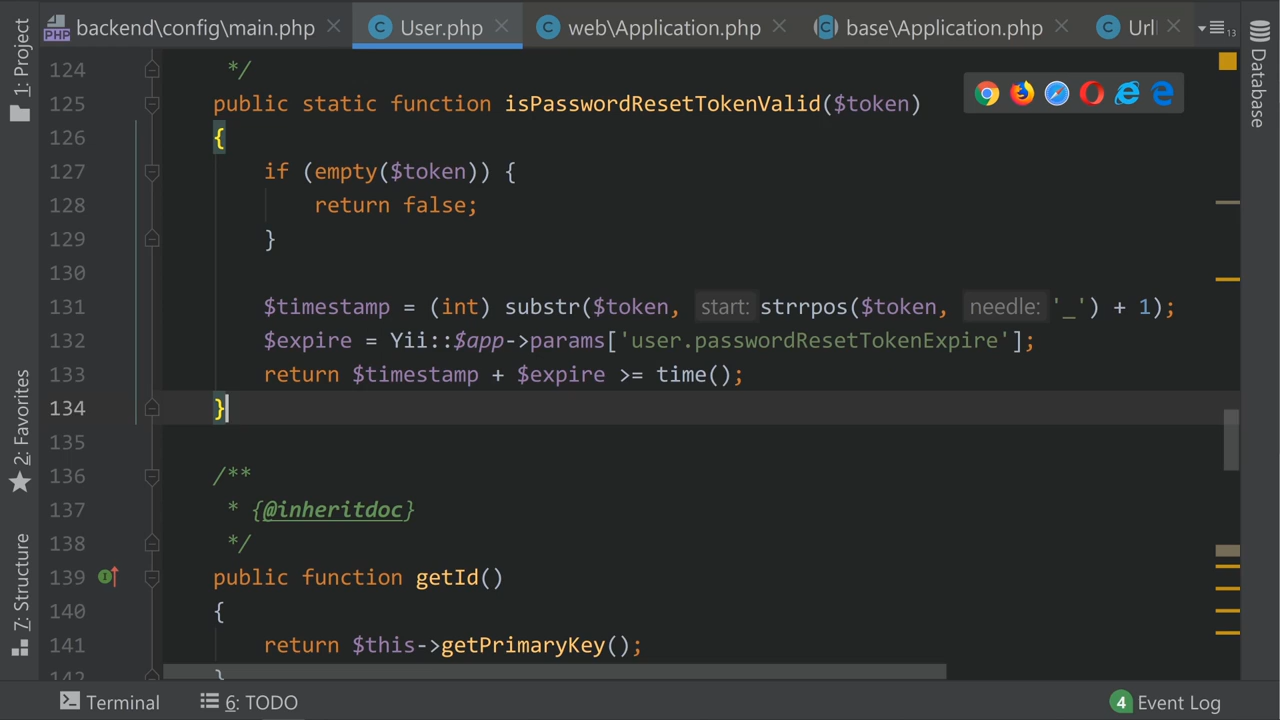 backend\config\main.php
User.php
web\Application.php
base\Application.php
Url
13
1: Project
2: Favorites
7: Structure
Database
124 */
125 public static function isPasswordResetTokenValid($token)
126 {
127 if (empty($token)) {
128 return false;
129 }
130
131 $timestamp = (int) substr($token, start: strrpos($token, needle: '_') + 1);
132 $expire = Yii::$app->params['user.passwordResetTokenExpire'];
133 return $timestamp + $expire >= time();
134 }
135
136 /**
137 * {@inheritdoc}
138 */
139 public function getId()
140 {
141 return $this->getPrimaryKey();
142 }
Terminal
6: TODO
4 Event Log